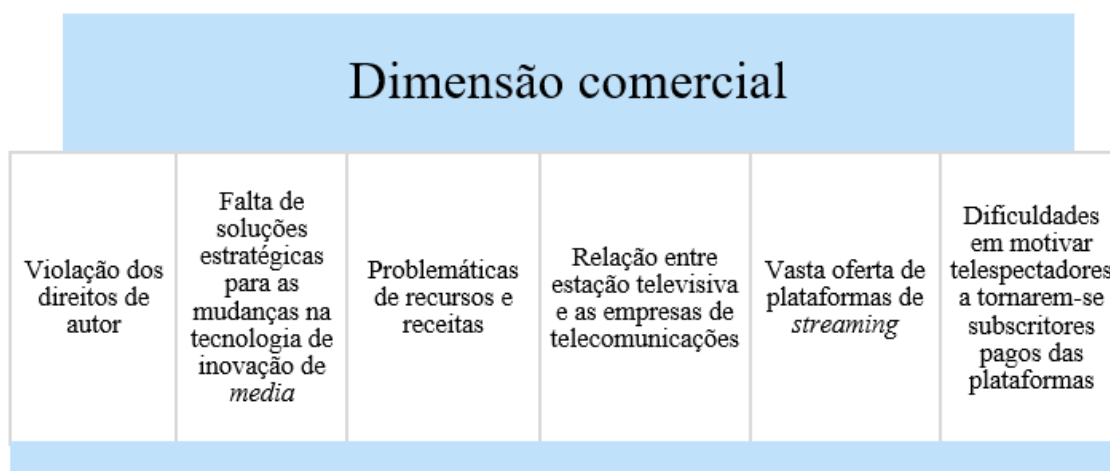 Dimensão comercial
Violação dos
direitos de
autor
Falta de
soluções
estratégicas
para as
mudanças na
tecnologia de
inovação de
media
Problemáticas
de recursos e
receitas
Relação entre
estação televisiva
e as empresas de
telecomunicações
Vasta oferta de
plataformas de
streaming
Dificuldades
em motivar
telespectadores
a tornarem-se
subscritores
pagos das
plataformas